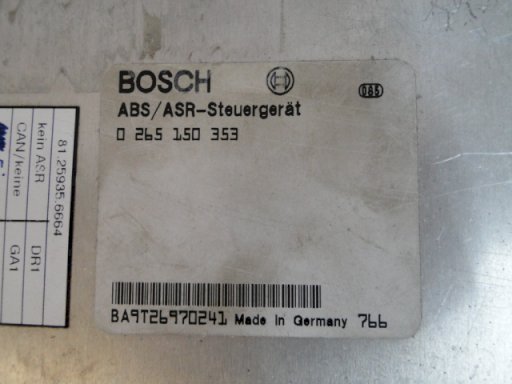 BOSCH
085
ABS/ASR-Steuergerät
0 265 150 353
BA9T26970241 Made in Germany 766
81.25935.6664
kein ASR DR1
CAN/keine GA1